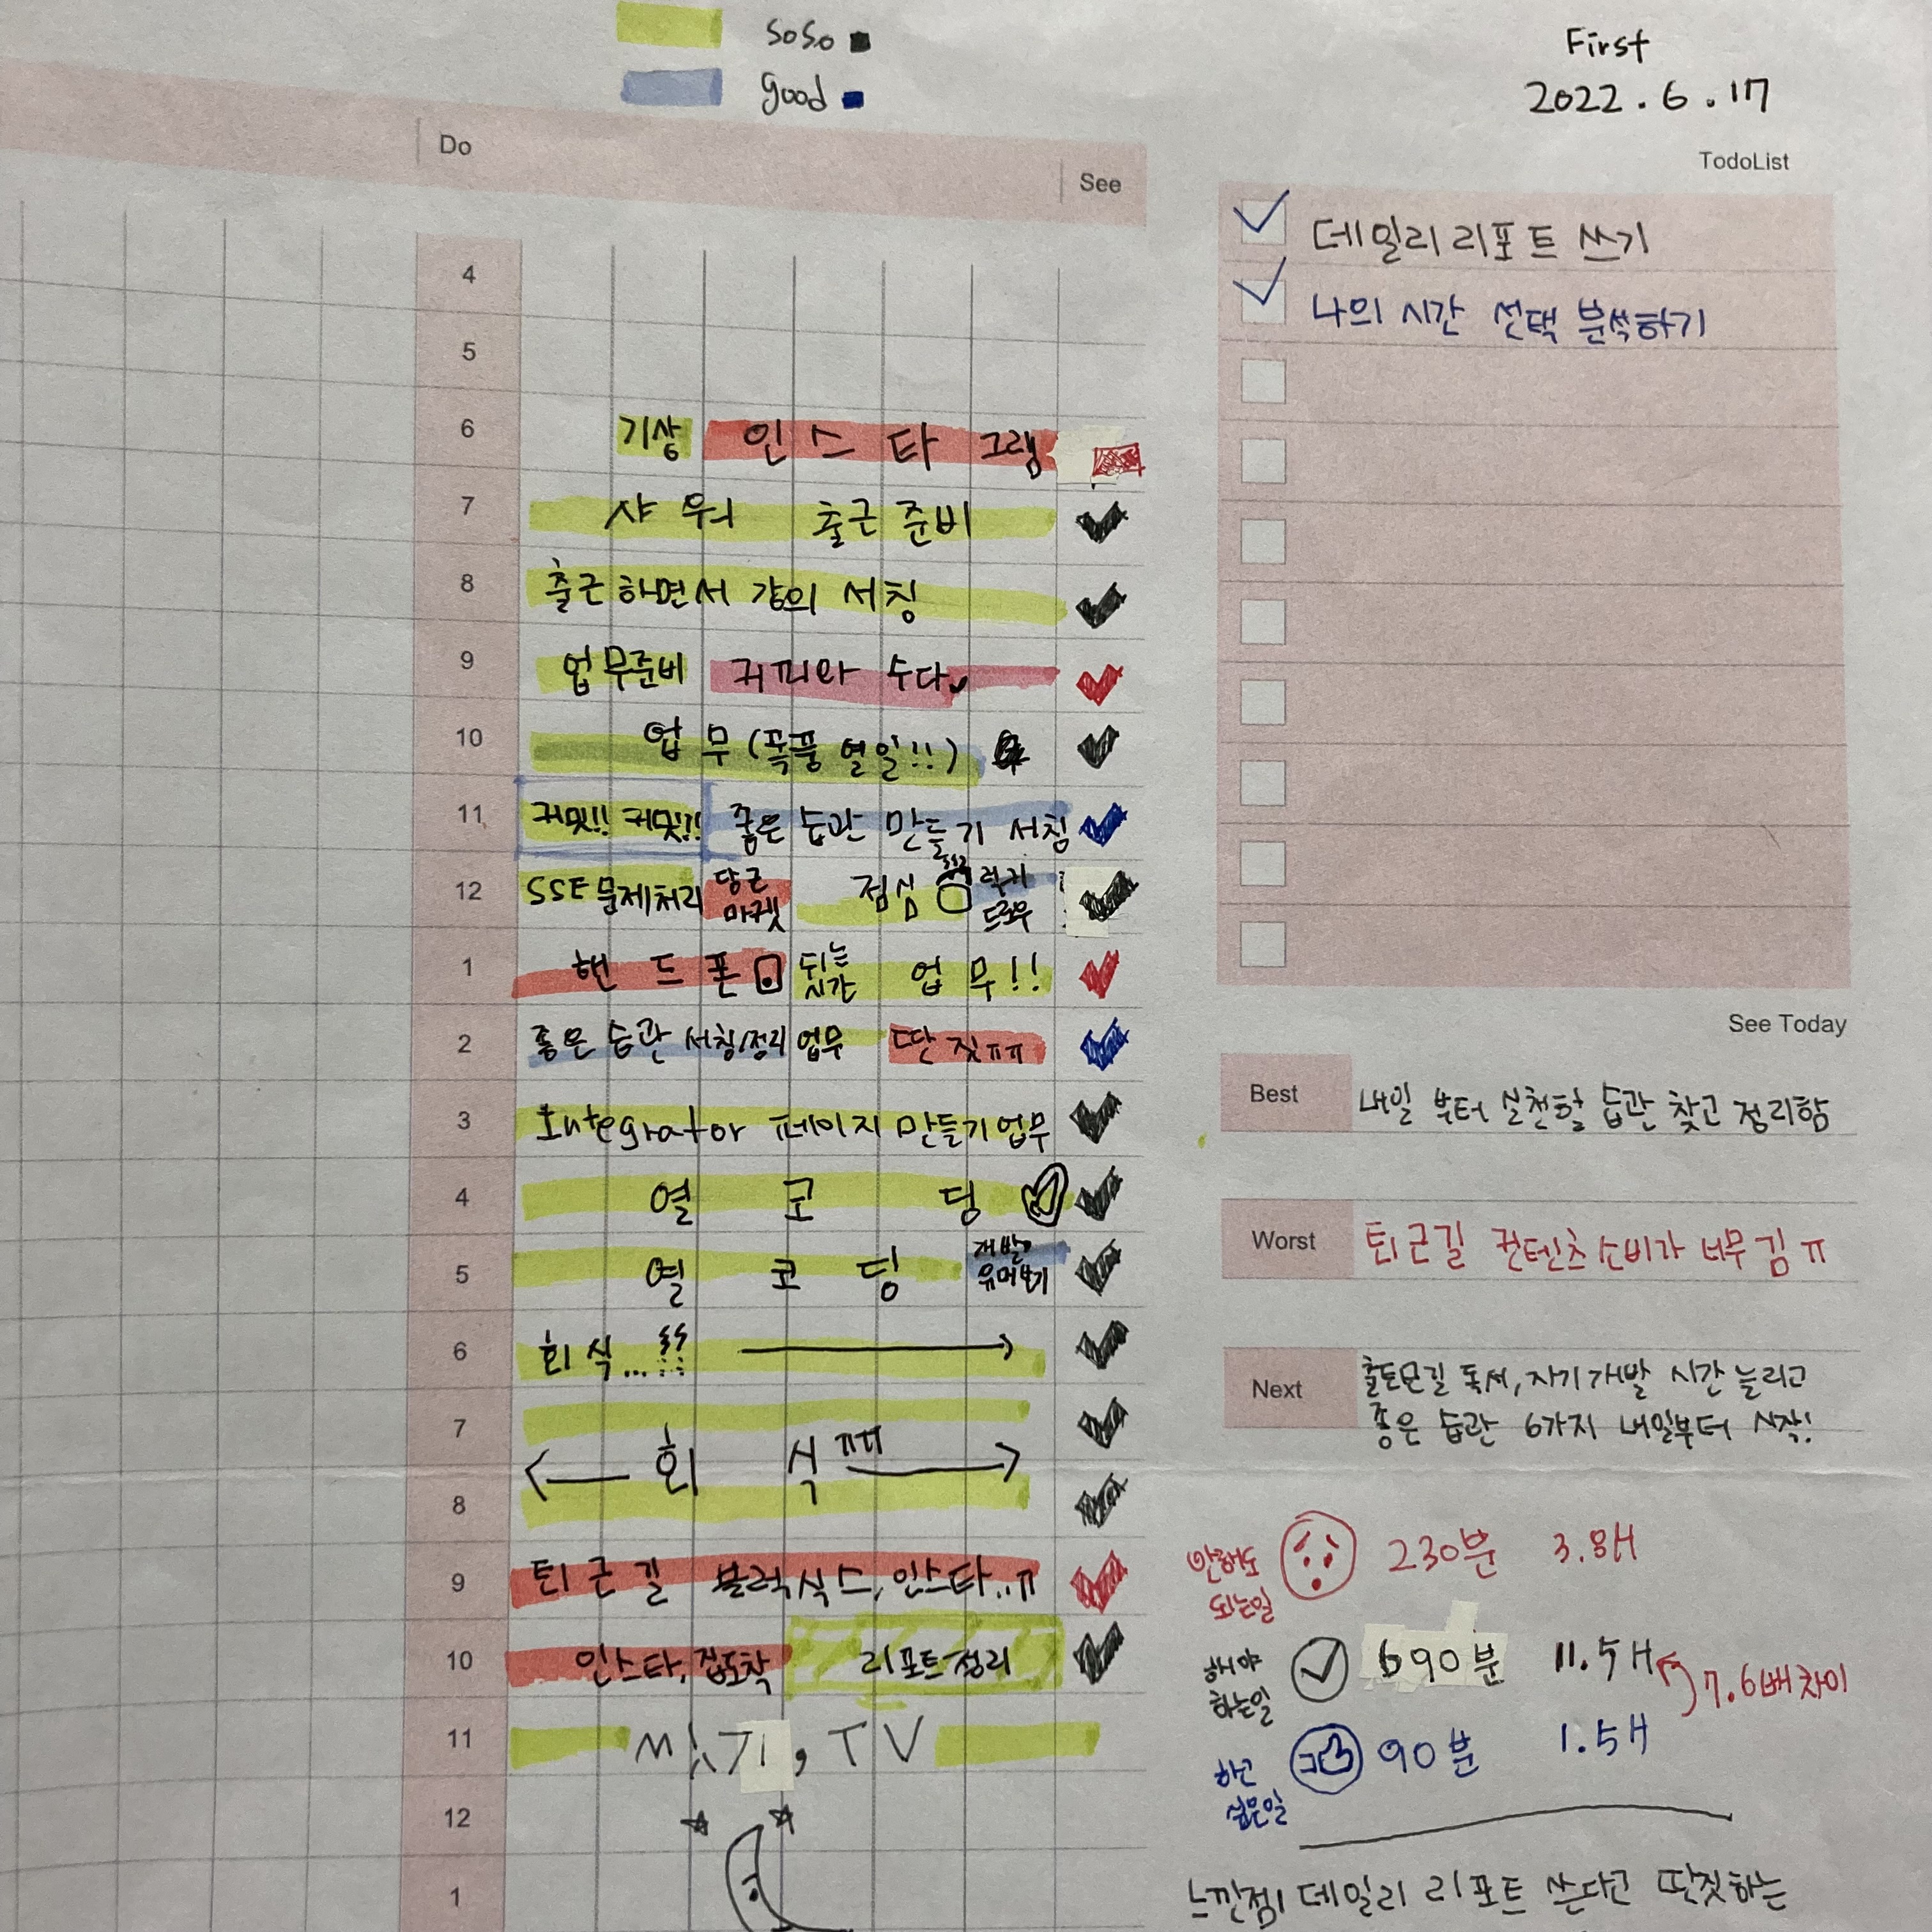 soso
good
First
2022.6.17
Do
See
TodoList
데일리 리포트 쓰기
나의 시간 선택 분석하기
4
5
6 기상 인스타그램
7 샤워 출근준비
8 출근하면서 강의 서칭
9 업무준비 커피와 수다
10 업무(폭풍 열일!!)
11 커밋!! 커밋!! 좋은 습관 만들기 서칭
12 SSE 문제처리 당근마켓 점심 럭키드로우
1 핸드폰 뒤는시간 업무!!
2 좋은 습관 서칭/정리 업무 딴짓ㅠㅠ
3 Integrator 페이지 만들기 업무
4 열 코 딩
5 열 코 딩 개발 유머보기
6 회식...!!
7
회 식 ㅠㅠ
8
9 퇴근길 블랙식스, 인스타..ㅠ
10 인스타, 집도착 리포트정리
11 씻기, TV
12
1
See Today
Best 내일 부터 실천할 습관 찾고 정리함
Worst 퇴근길 컨텐츠소비가 너무 김 ㅠ
Next 출퇴근길 독서, 자기개발 시간 늘리고
좋은 습관 6가지 내일부터 시작!
안해도 되는일 230분 3.8H
해야 하는일 690분 11.5H
7.6배차이
하고 싶은일 90분 1.5H
느낀점! 데일리 리포트 쓴다고 딴짓하는